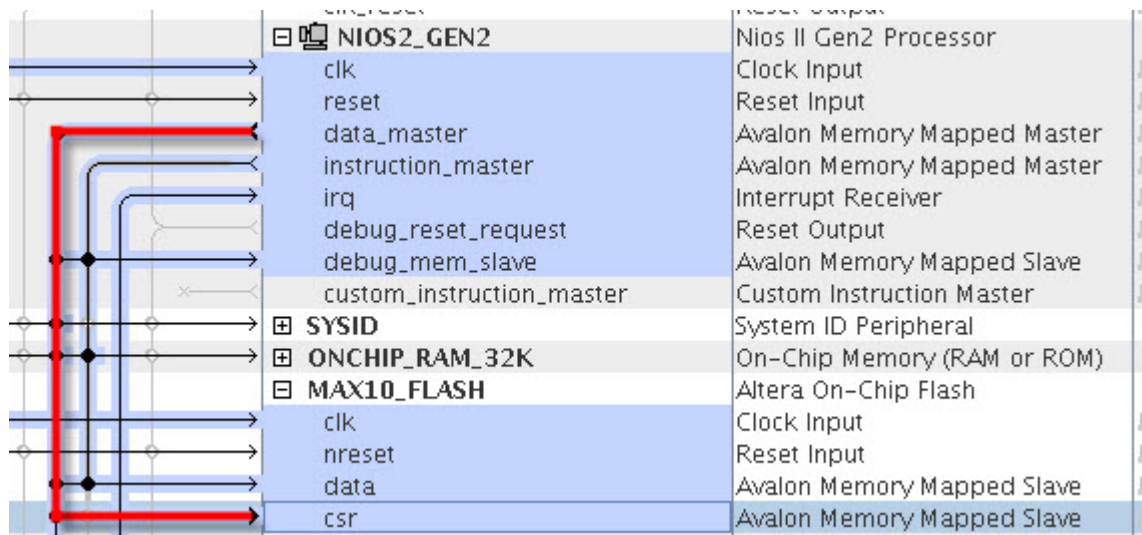 NIOS2_GEN2 Nios II Gen2 Processor
clk Clock Input
reset Reset Input
data_master Avalon Memory Mapped Master
instruction_master Avalon Memory Mapped Master
irq Interrupt Receiver
debug_reset_request Reset Output
debug_mem_slave Avalon Memory Mapped Slave
custom_instruction_master Custom Instruction Master
SYSID System ID Peripheral
ONCHIP_RAM_32K On-Chip Memory (RAM or ROM)
MAX10_FLASH Altera On-Chip Flash
clk Clock Input
nreset Reset Input
data Avalon Memory Mapped Slave
csr Avalon Memory Mapped Slave